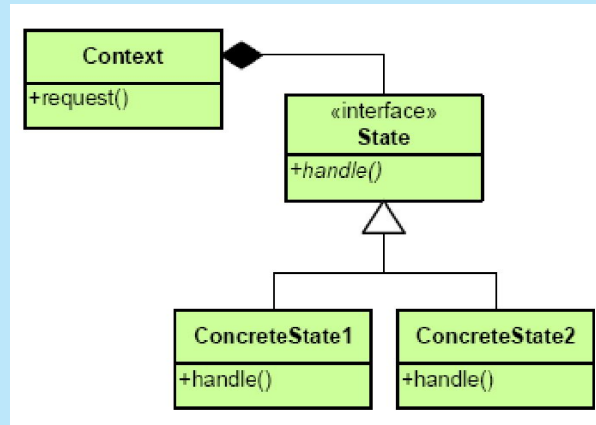 Context
+request()
«interface»
State
+handle()
ConcreteState1
+handle()
ConcreteState2
+handle()